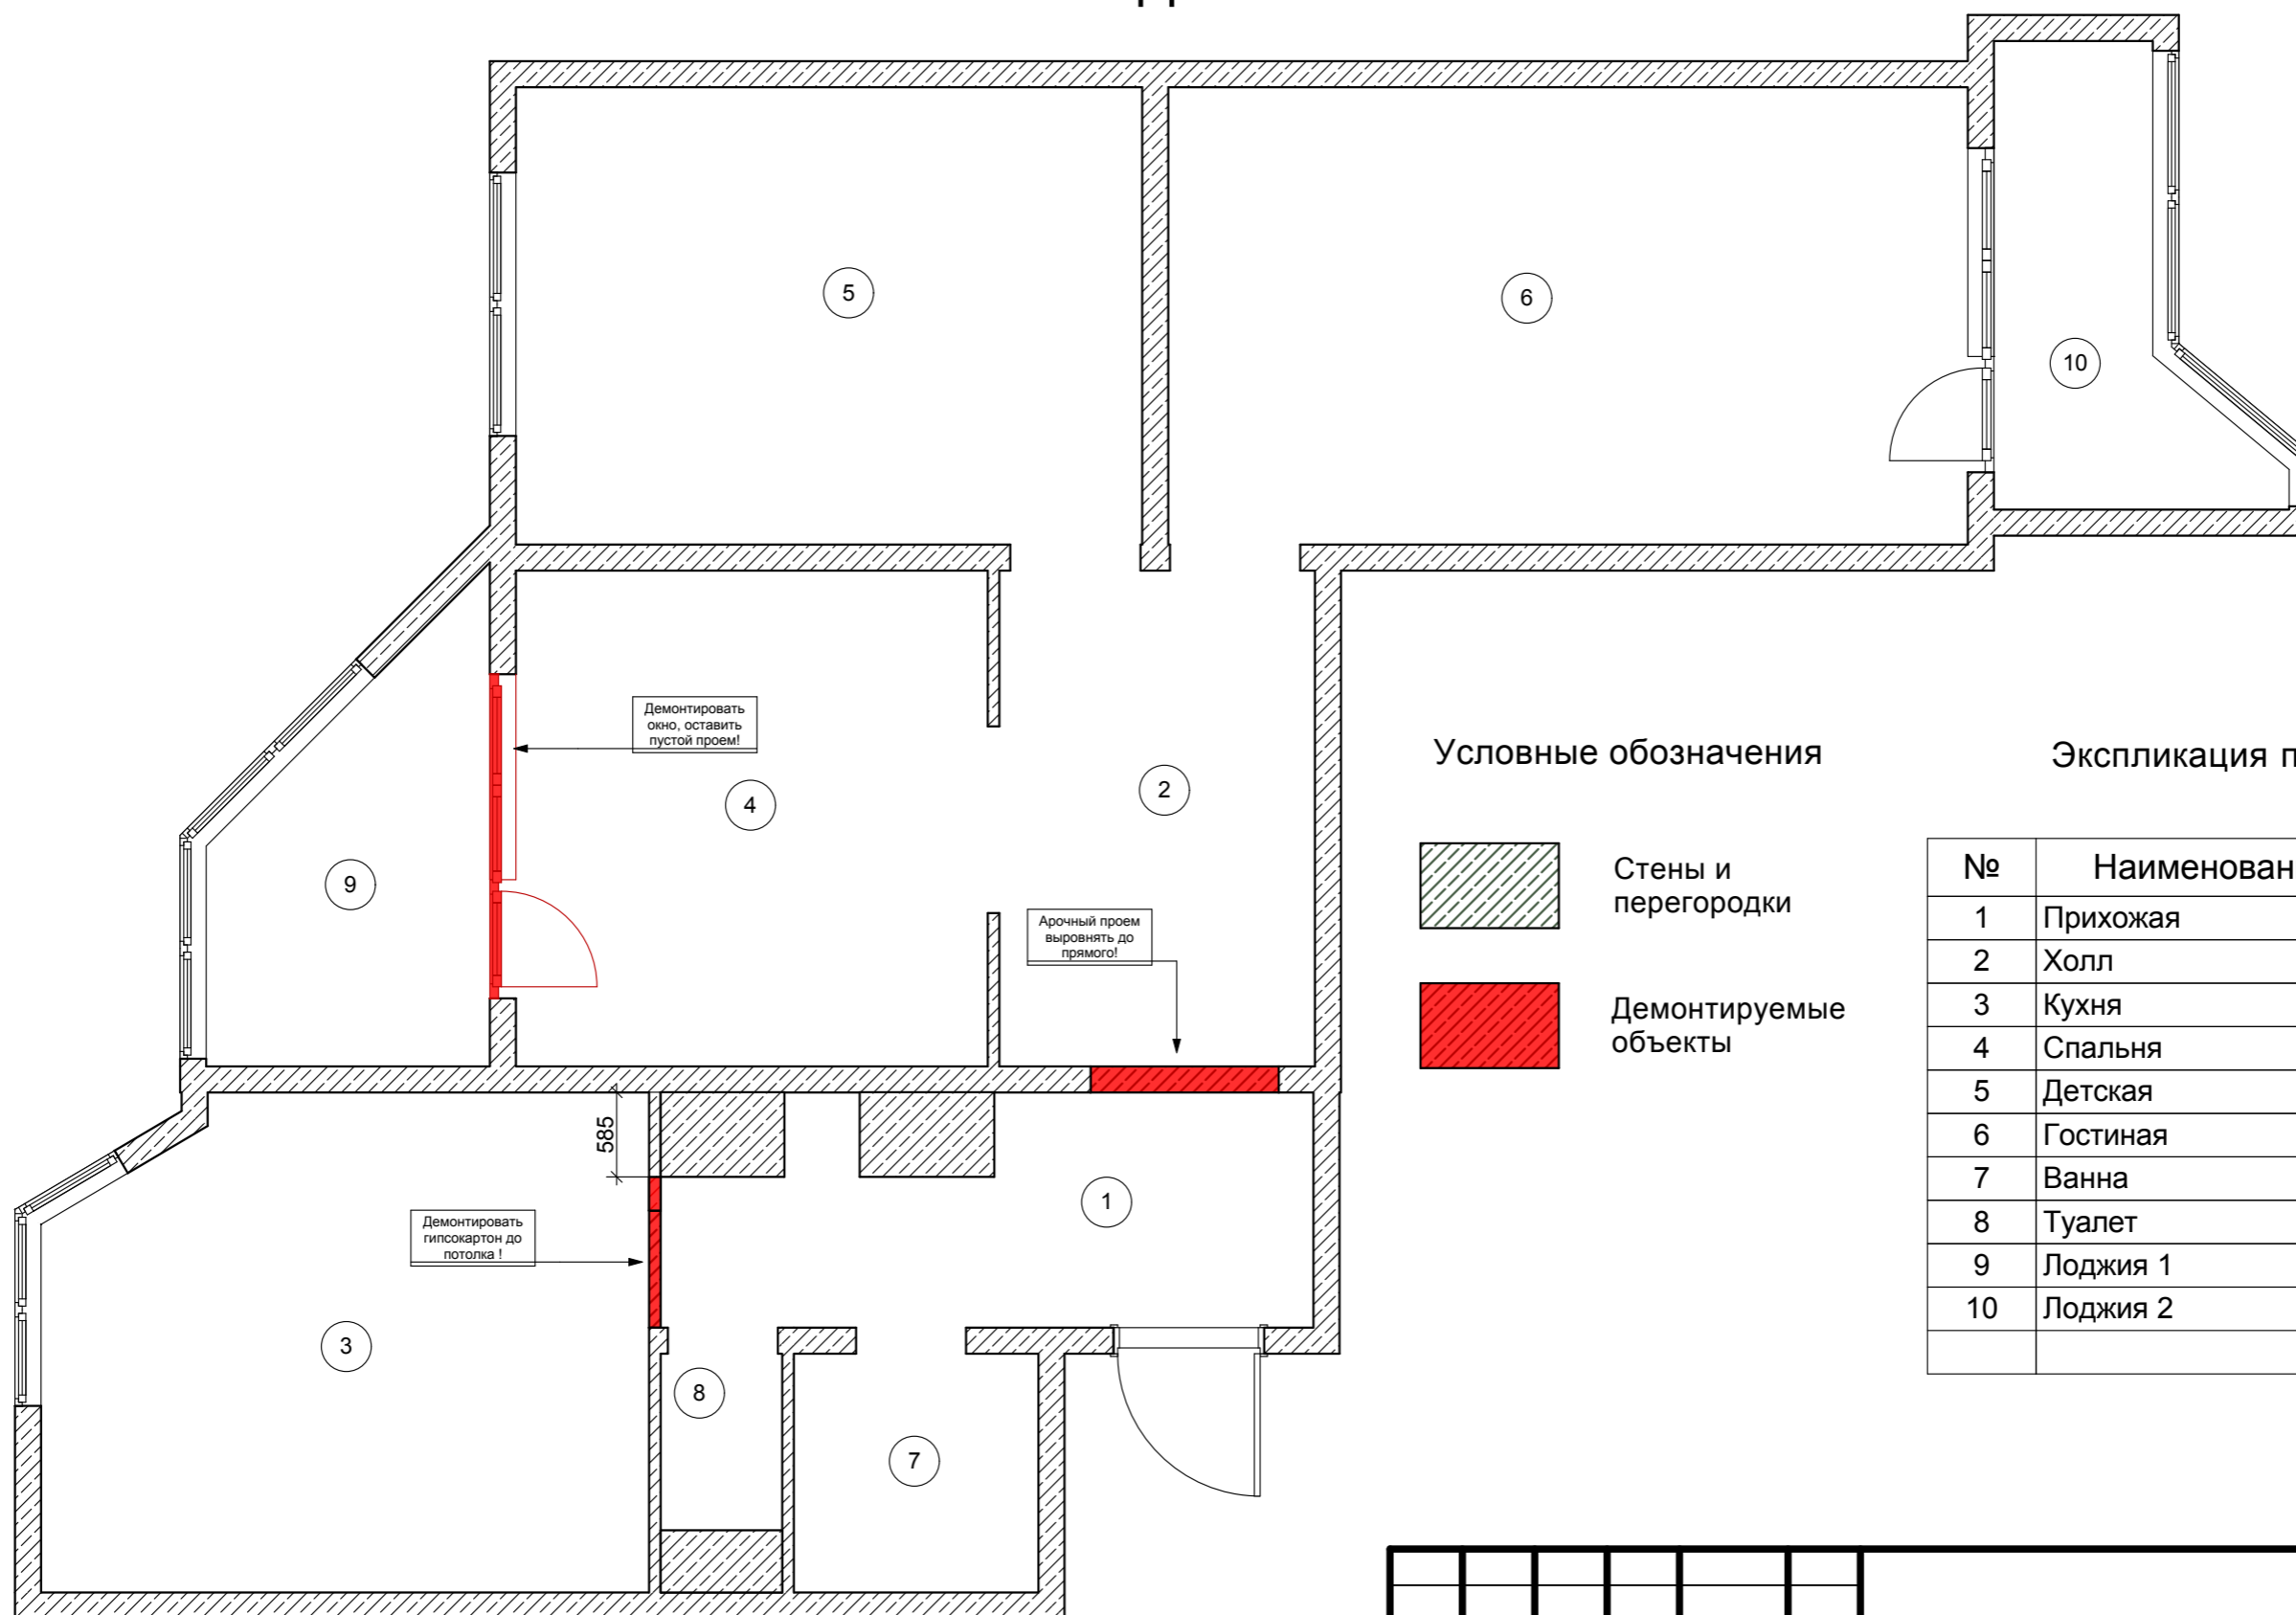 5
6
10
Демонтировать
окно, оставить
пустой проем!
4
2
9
Арочный проем
выровнять до
прямого!
585
1
Демонтировать
гипсокартон до
потолка !
3
8
7
Условные обозначения
Стены и
перегородки
Демонтируемые
объекты
Экспликация п
№ Наименован
1 Прихожая
2 Холл
3 Кухня
4 Спальня
5 Детская
6 Гостиная
7 Ванна
8 Туалет
9 Лоджия 1
10 Лоджия 2